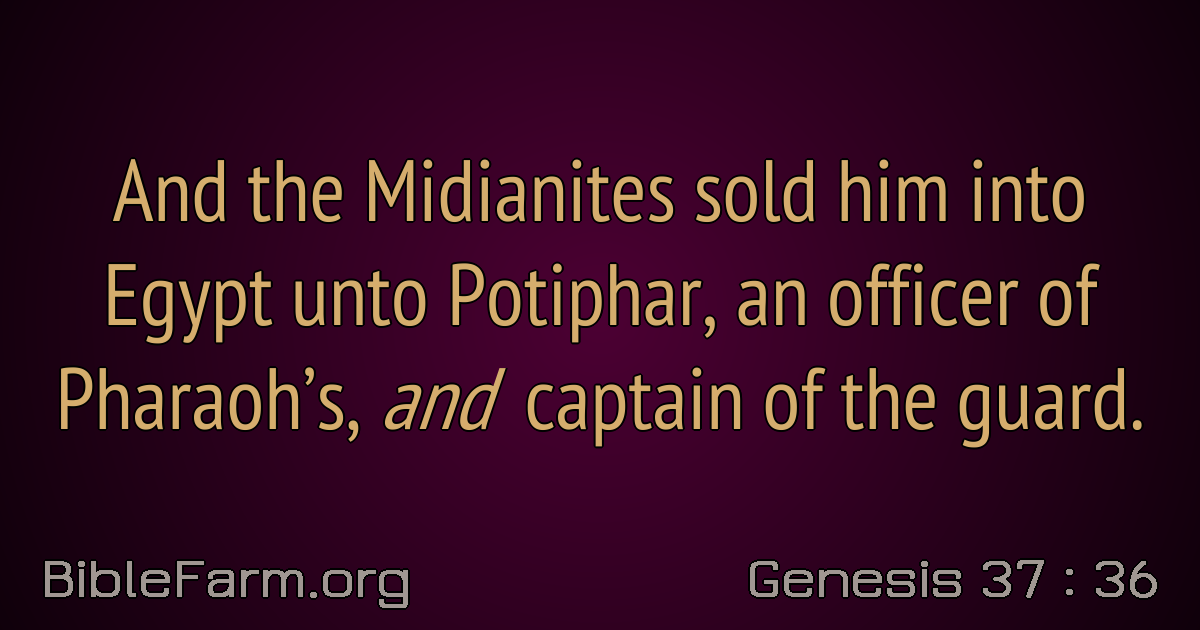 And the Midianites sold him into
Egypt unto Potiphar, an officer of
Pharaoh’s, and captain of the guard.
BibleFarm.org
Genesis 37 : 36